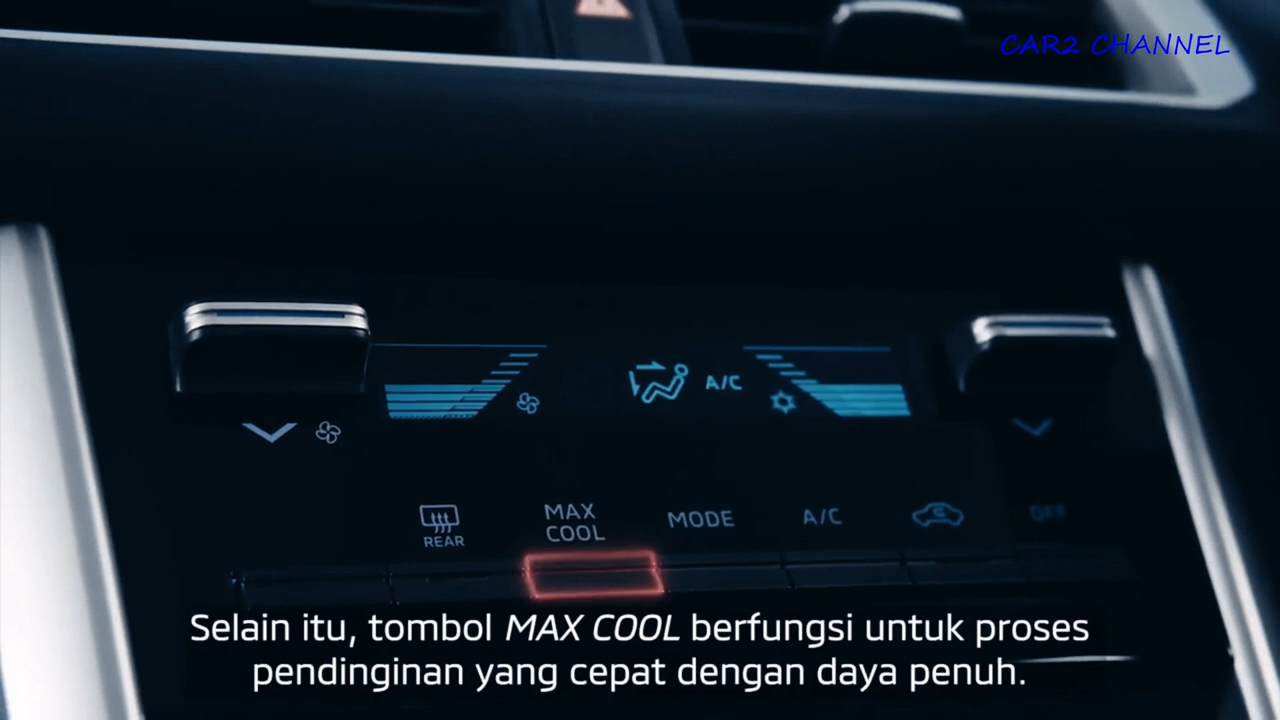 CAR2 CHANNEL
A/C
REAR
MAX
COOL
MODE
A/C
OFF
Selain itu, tombol MAX COOL berfungsi untuk proses
pendinginan yang cepat dengan daya penuh.